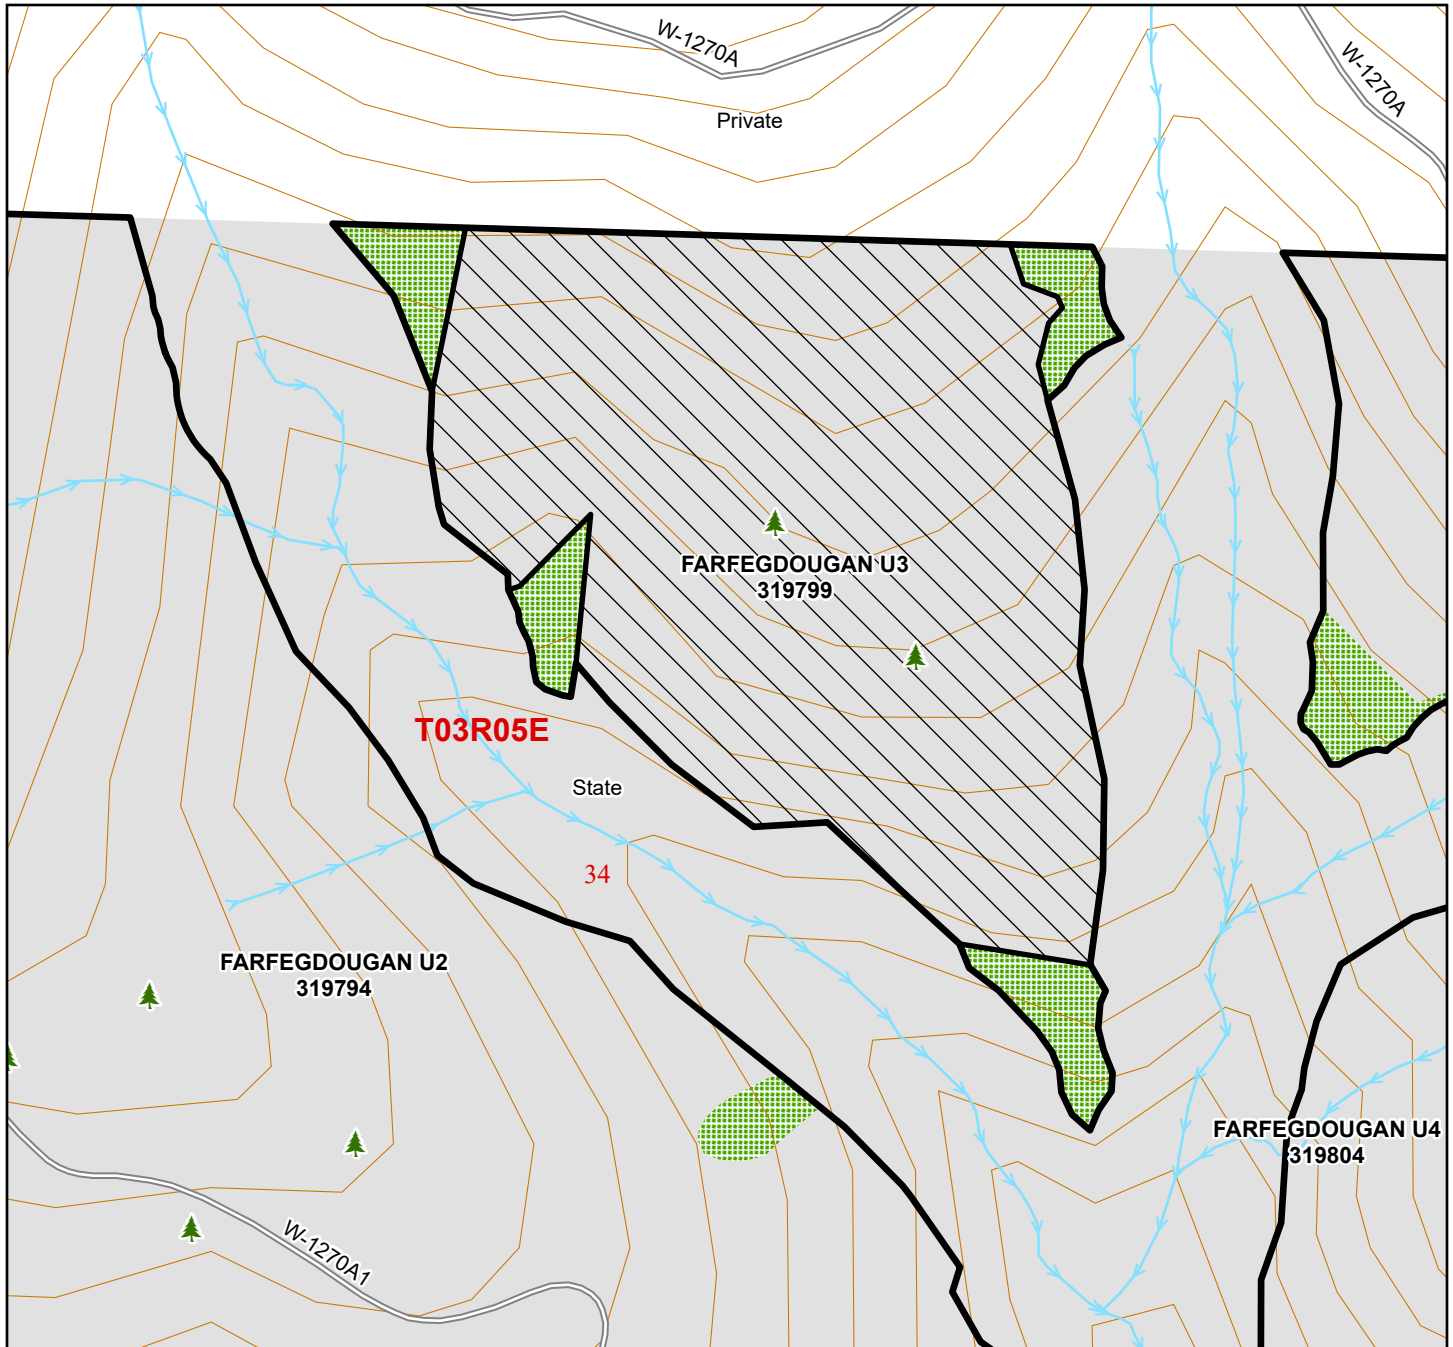 W-1270A
W-1270A
Private
FARFEGDOUGAN U3
319799
T03R05E
State
34
FARFEGDOUGAN U2
319794
FARFEGDOUGAN U4
319804
W-1270A1